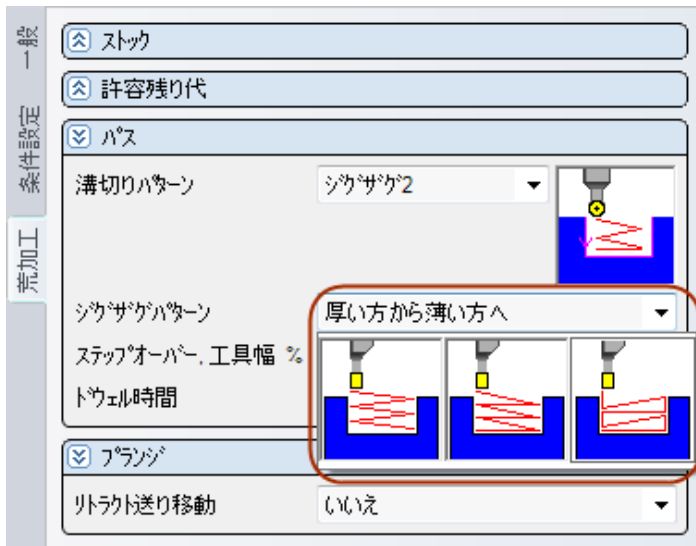 一般
条件設定
荒加工
ｽﾄｯｸ
許容残り代
ﾊﾟｽ
溝切りﾊﾟﾀｰﾝ ｼﾞｸﾞｻﾞｸﾞ2
ｼﾞｸﾞｻﾞｸﾞﾊﾟﾀｰﾝ 厚い方から薄い方へ
ｽﾃｯﾌﾟｵｰﾊﾞｰ, 工具幅 %
ﾄﾞｳｪﾙ時間
ﾌﾟﾗﾝｼﾞ
ﾘﾄﾗｸﾄ送り移動 いいえ